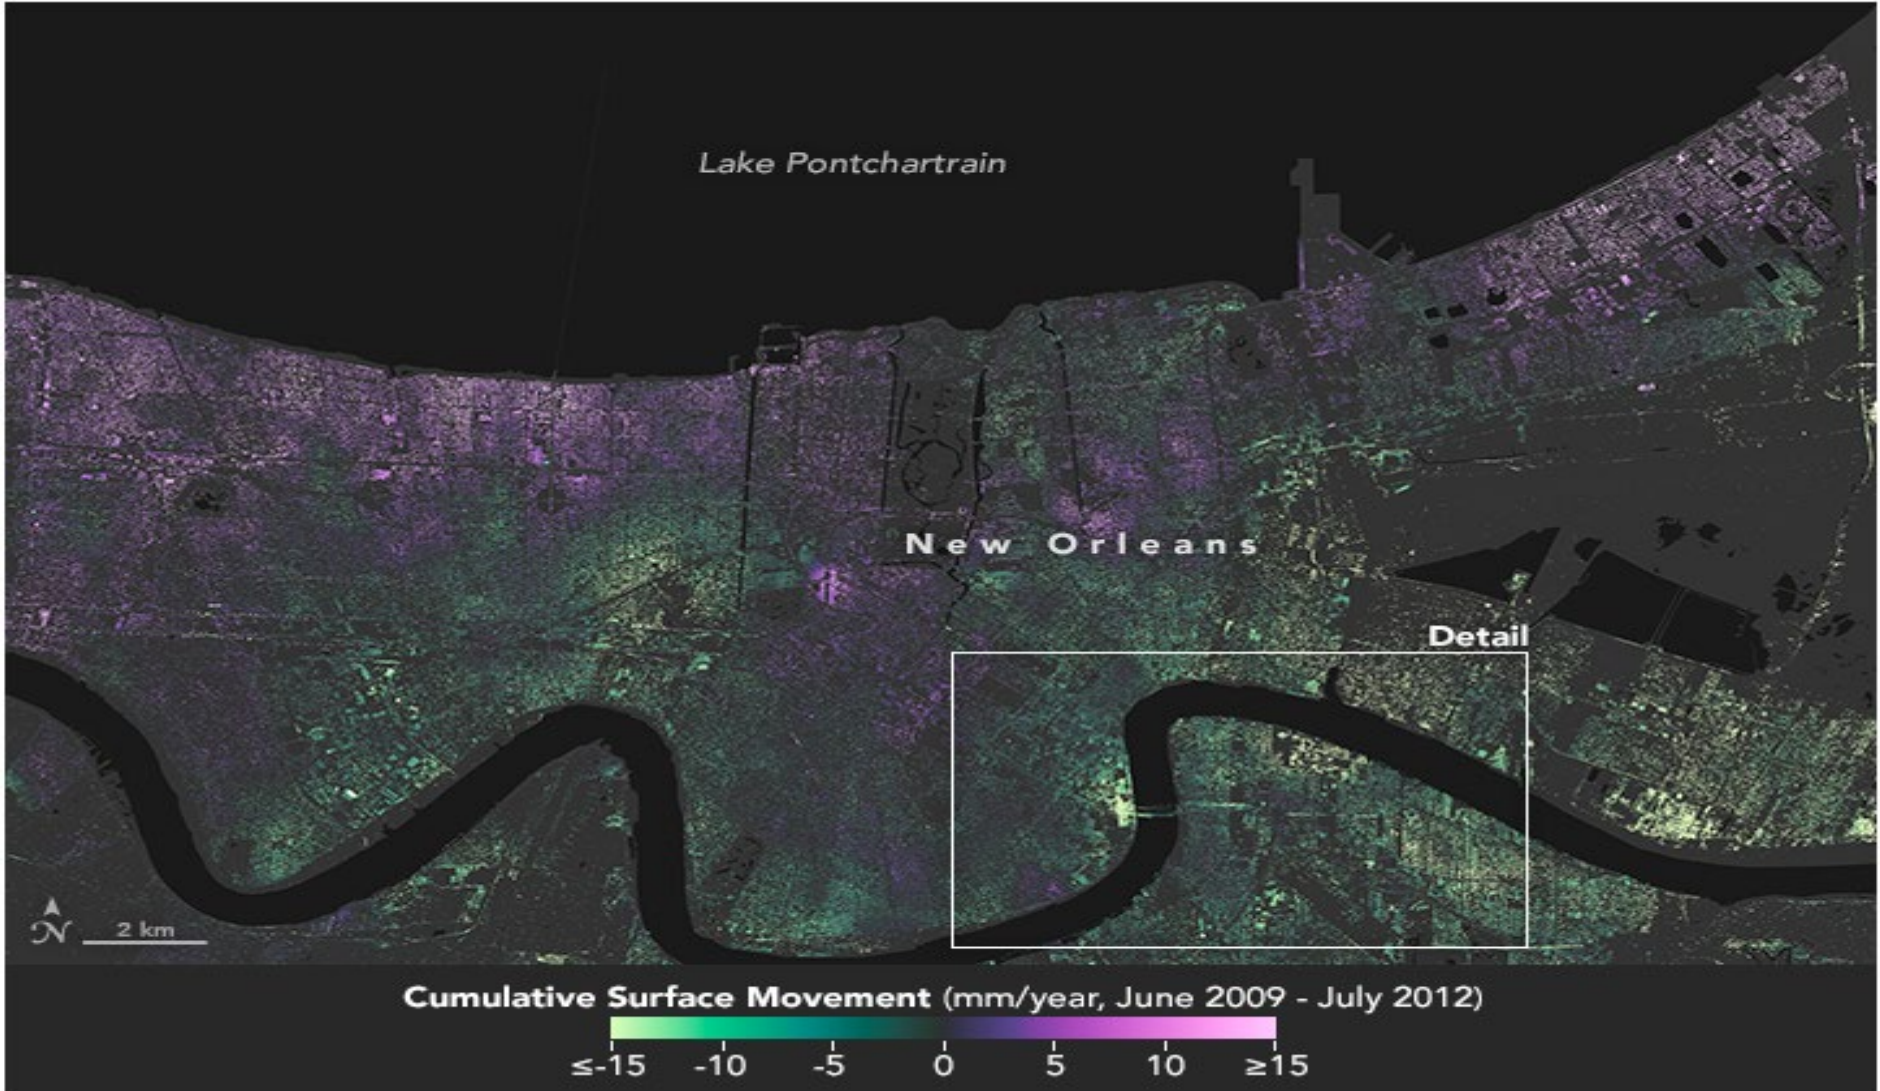 Lake Pontchartrain
New Orleans
Detail
N
2 km
Cumulative Surface Movement (mm/year, June 2009 - July 2012)
≤-15 -10 -5 0 5 10 ≥15